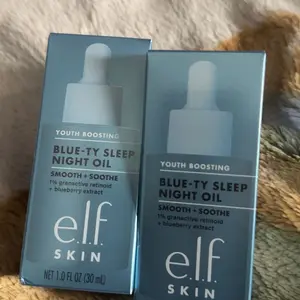 YOUTH BOOSTING
BLUE-TY SLEEP
NIGHT OIL
SMOOTH + SOOTHE
1% granactive retinoid
+ blueberry extract
e.l.f.
SKIN
NET 1.0 FL OZ (30 mL)
YOUTH BOOSTING
BLUE-TY SLEEP
NIGHT OIL
SMOOTH + SOOTHE
1% granactive retinoid
+ blueberry extract
e.l.f.
SKIN